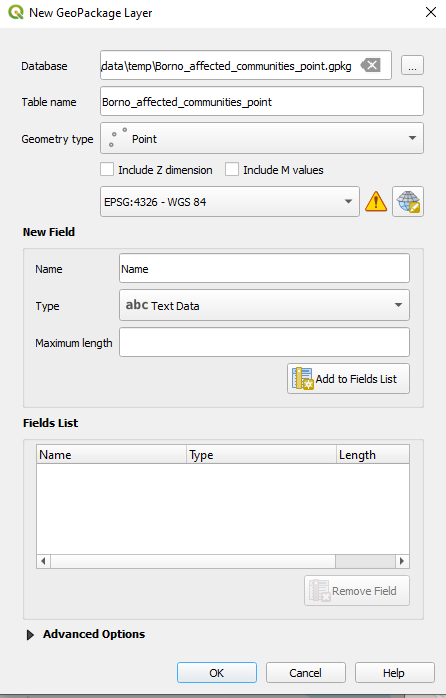 New GeoPackage Layer
Database data\temp\Borno_affected_communities_point.gpkg ...
Table name Borno_affected_communities_point
Geometry type Point
Include Z dimension Include M values
EPSG:4326 - WGS 84
New Field
Name Name
Type abc Text Data
Maximum length
Add to Fields List
Fields List
Name Type Length
Remove Field
Advanced Options
OK Cancel Help